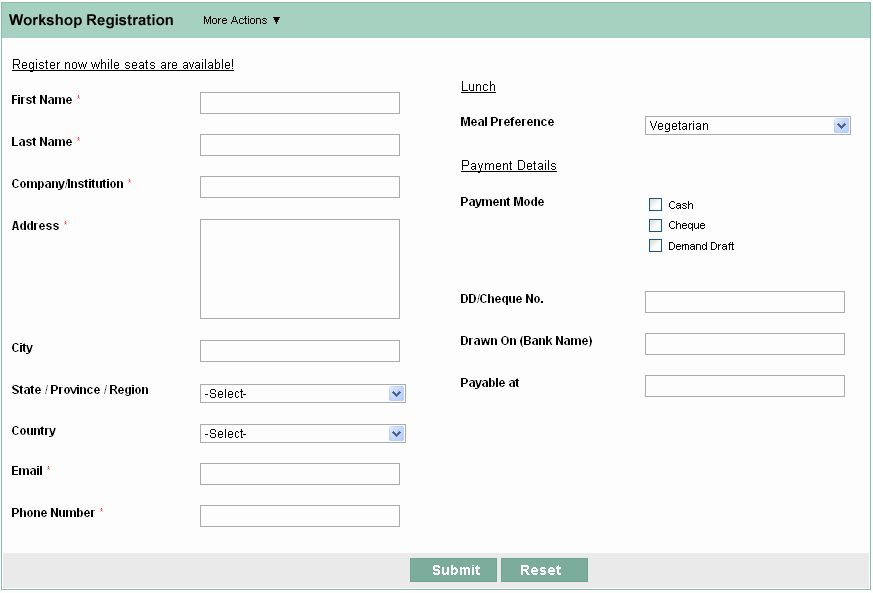 Workshop Registration More Actions ▼
Register now while seats are available!
First Name *
Last Name *
Company/Institution *
Address *
City
State / Province / Region -Select-
Country -Select-
Email *
Phone Number *
Lunch
Meal Preference Vegetarian
Payment Details
Payment Mode Cash
Cheque
Demand Draft
DD/Cheque No.
Drawn On (Bank Name)
Payable at
Submit Reset